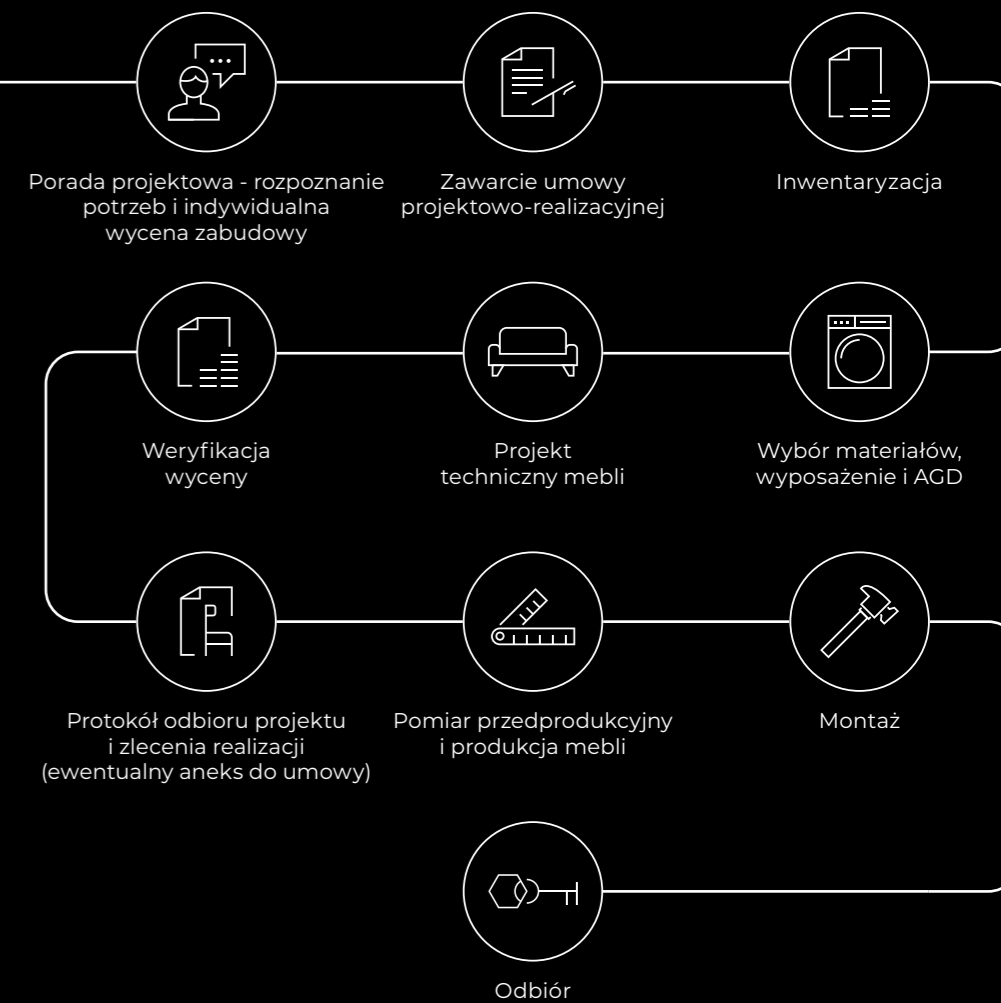 Porada projektowa - rozpoznanie
potrzeb i indywidualna
wycena zabudowy
Zawarcie umowy
projektowo-realizacyjnej
Inwentaryzacja
Weryfikacja
wyceny
Projekt
techniczny mebli
Wybór materiałów,
wyposażenie i AGD
Protokół odbioru projektu
i zlecenia realizacji
(ewentualny aneks do umowy)
Pomiar przedprodukcyjny
i produkcja mebli
Montaż
Odbiór